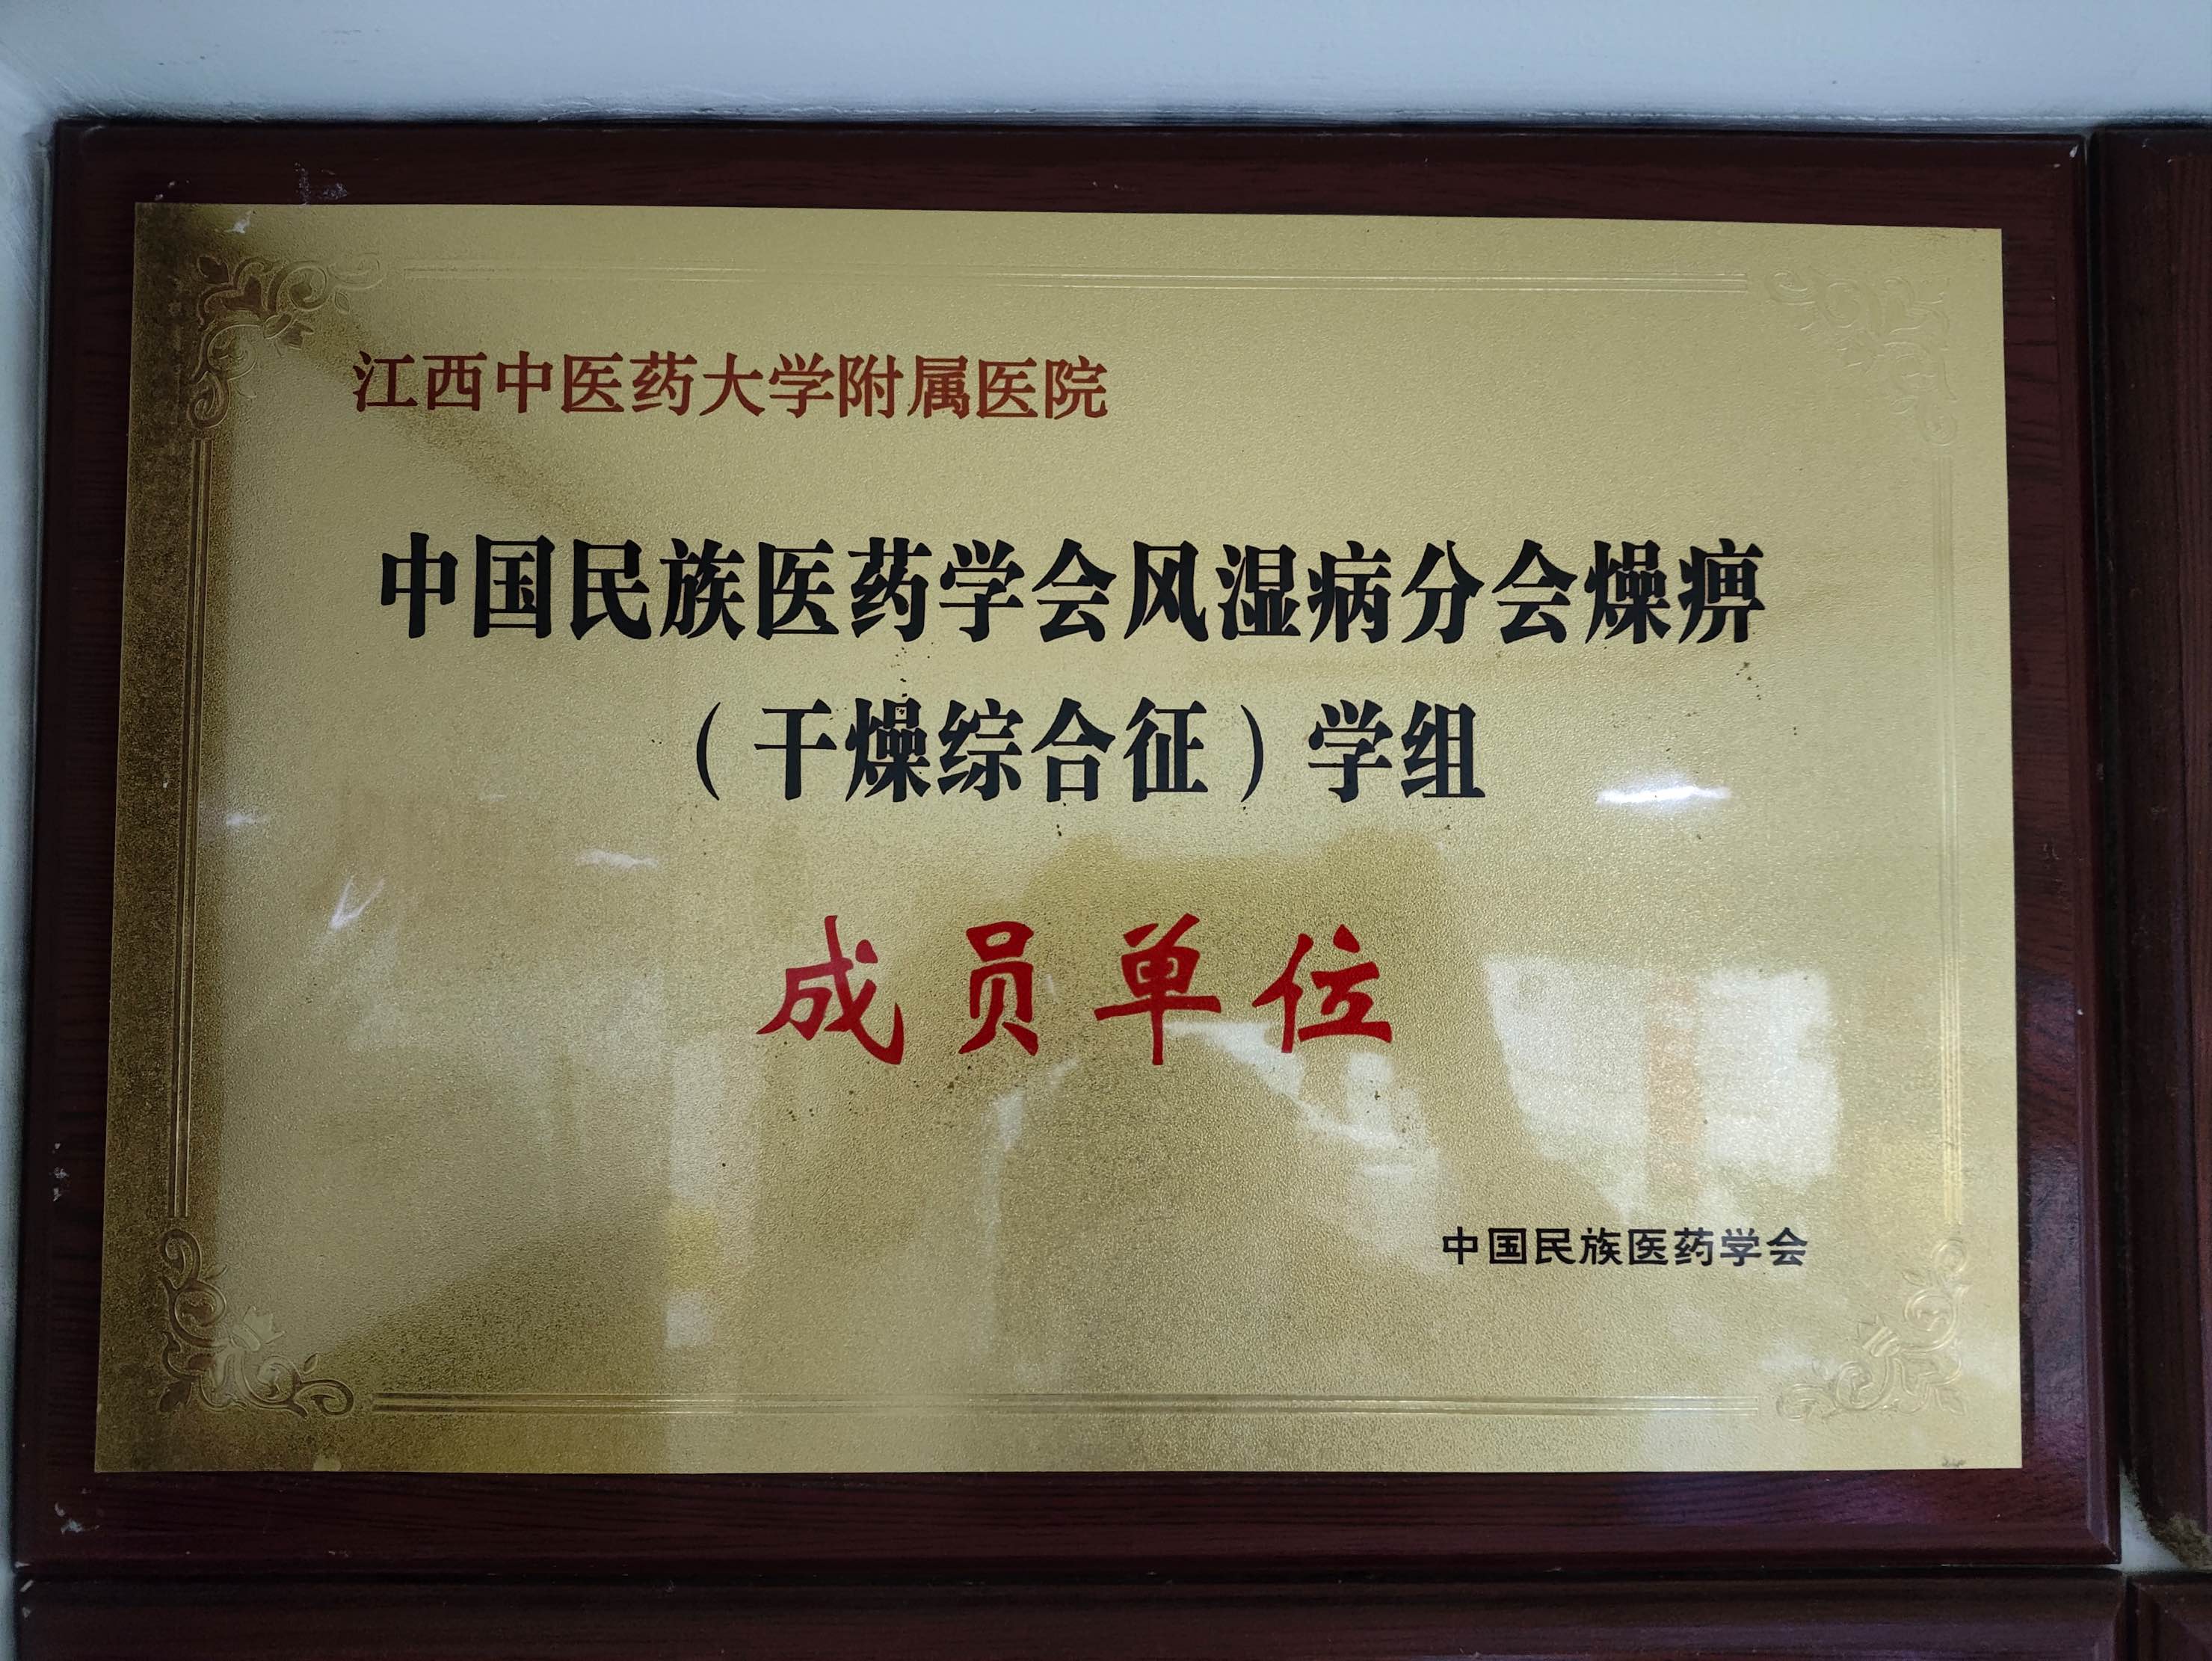 江西中医药大学附属医院
中国民族医药学会风湿病分会燥痹
（干燥综合征）学组
成员单位
中国民族医药学会